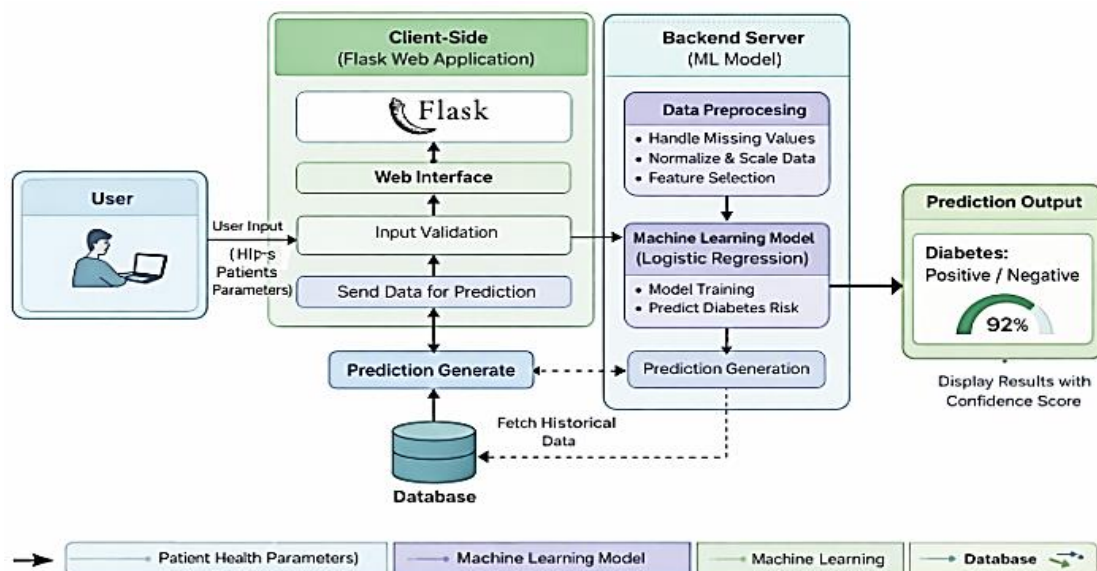 Client-Side
(Flask Web Application)
Flask
Web Interface
Input Validation
Send Data for Prediction
Prediction Generate
Fetch Historical
Data
Database
User
User Input
Patients
Parameters)
Backend Server
(ML Model)
Data Preprocesing
• Handle Missing Values
• Normalize & Scale Data
• Feature Selection
Machine Learning Model
(Logistic Regression)
• Model Training
• Predict Diabetes Risk
Prediction Generation
Prediction Output
Diabetes:
Positive / Negative
92%
Display Results with
Confidence Score
Patient Health Parameters)
Machine Learning Model
Machine Learning
Database